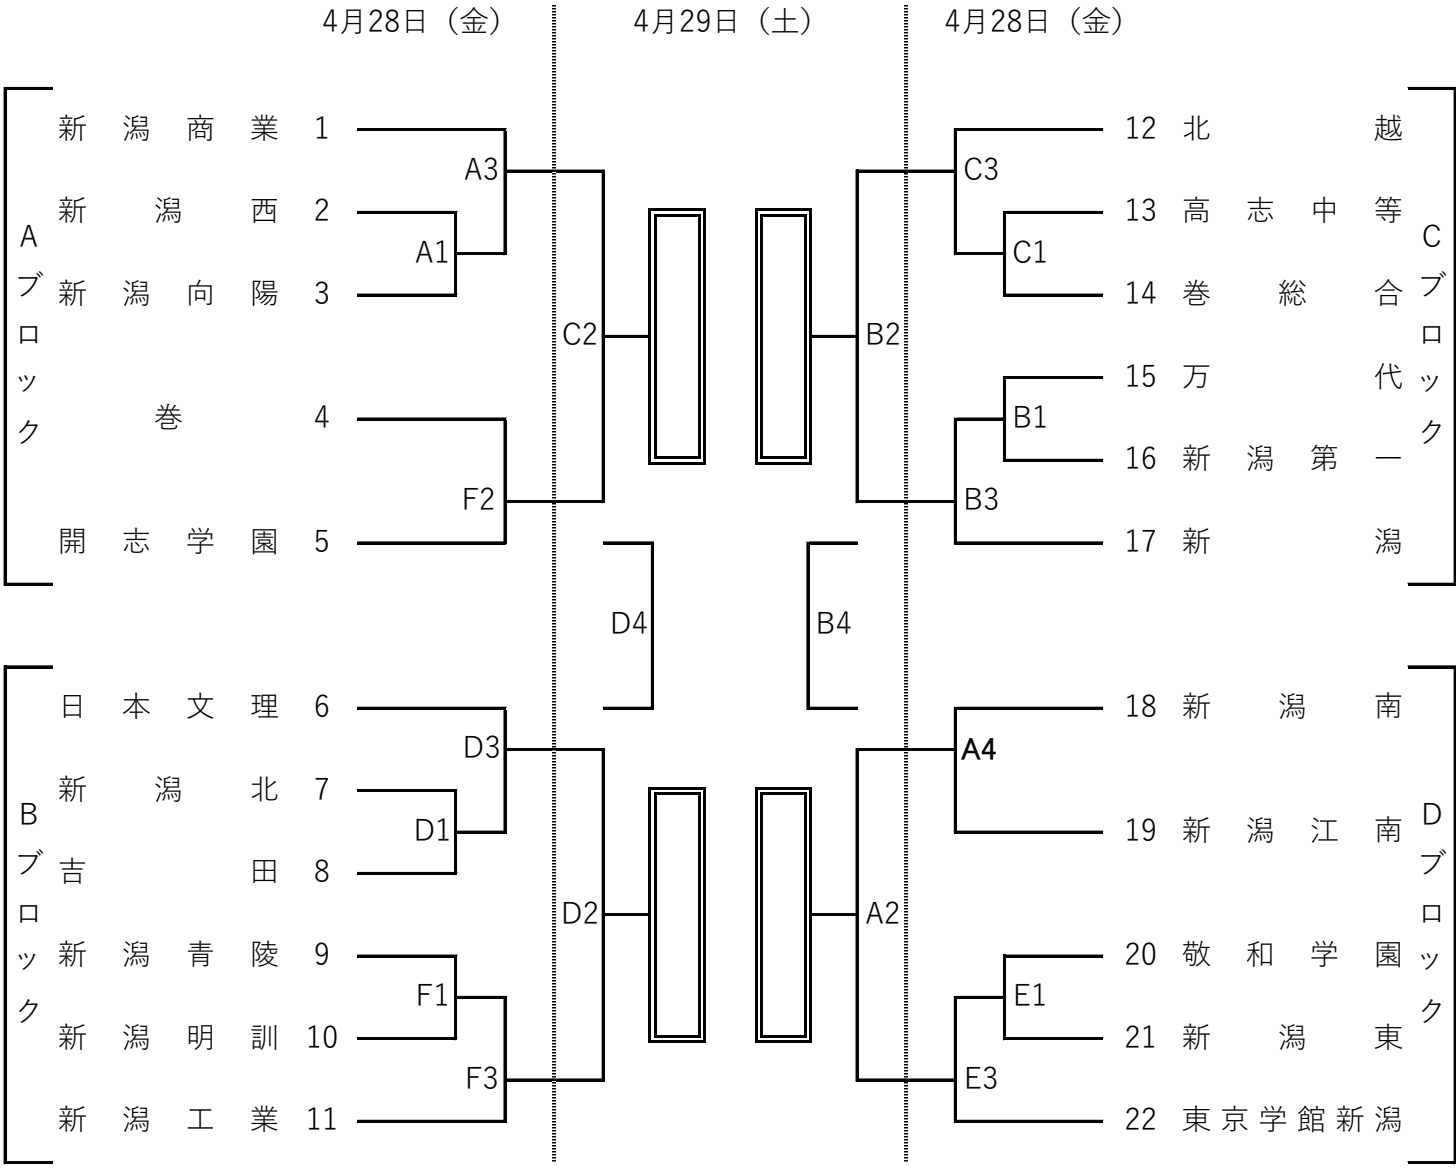 4月28日（金） 4月29日（土） 4月28日（金）
Aブロック
新潟商業 1
A3
新潟西 2
A1
新潟向陽 3
C2
巻 4
F2
開志学園 5
Bブロック
日本文理 6
D3
新潟北 7
D1
吉田 8
D2
新潟青陵 9
F1
新潟明訓 10
F3
新潟工業 11
D4
B4
Cブロック
12 北越
C3
13 高志中等
C1
14 巻総合
B2
15 万代
B1
16 新潟第一
B3
17 新潟
Dブロック
18 新潟南
A4
19 新潟江南
A2
20 敬和学園
E1
21 新潟東
E3
22 東京学館新潟